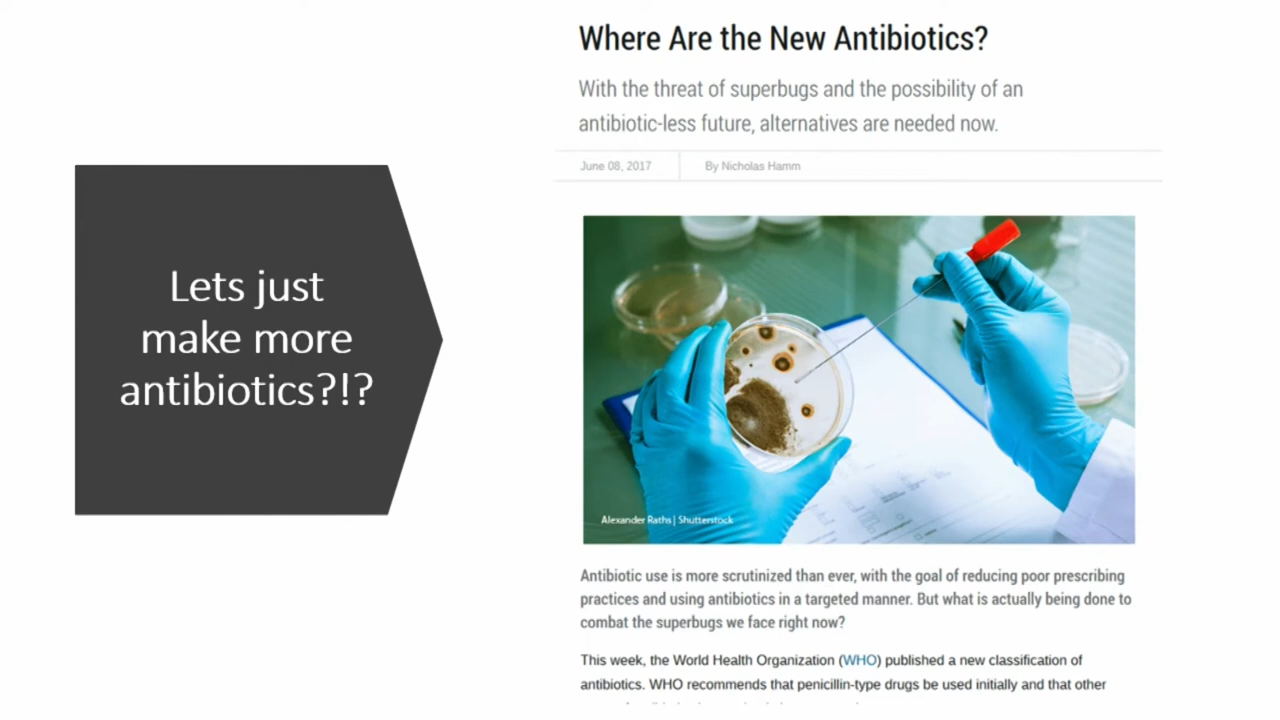 Lets just
make more
antibiotics?!?
Where Are the New Antibiotics?
With the threat of superbugs and the possibility of an
antibiotic-less future, alternatives are needed now.
June 08, 2017
By Nicholas Hamm
Alexander Raths | Shutterstock
Antibiotic use is more scrutinized than ever, with the goal of reducing poor prescribing
practices and using antibiotics in a targeted manner. But what is actually being done to
combat the superbugs we face right now?
This week, the World Health Organization (WHO) published a new classification of
antibiotics. WHO recommends that penicillin-type drugs be used initially and that other